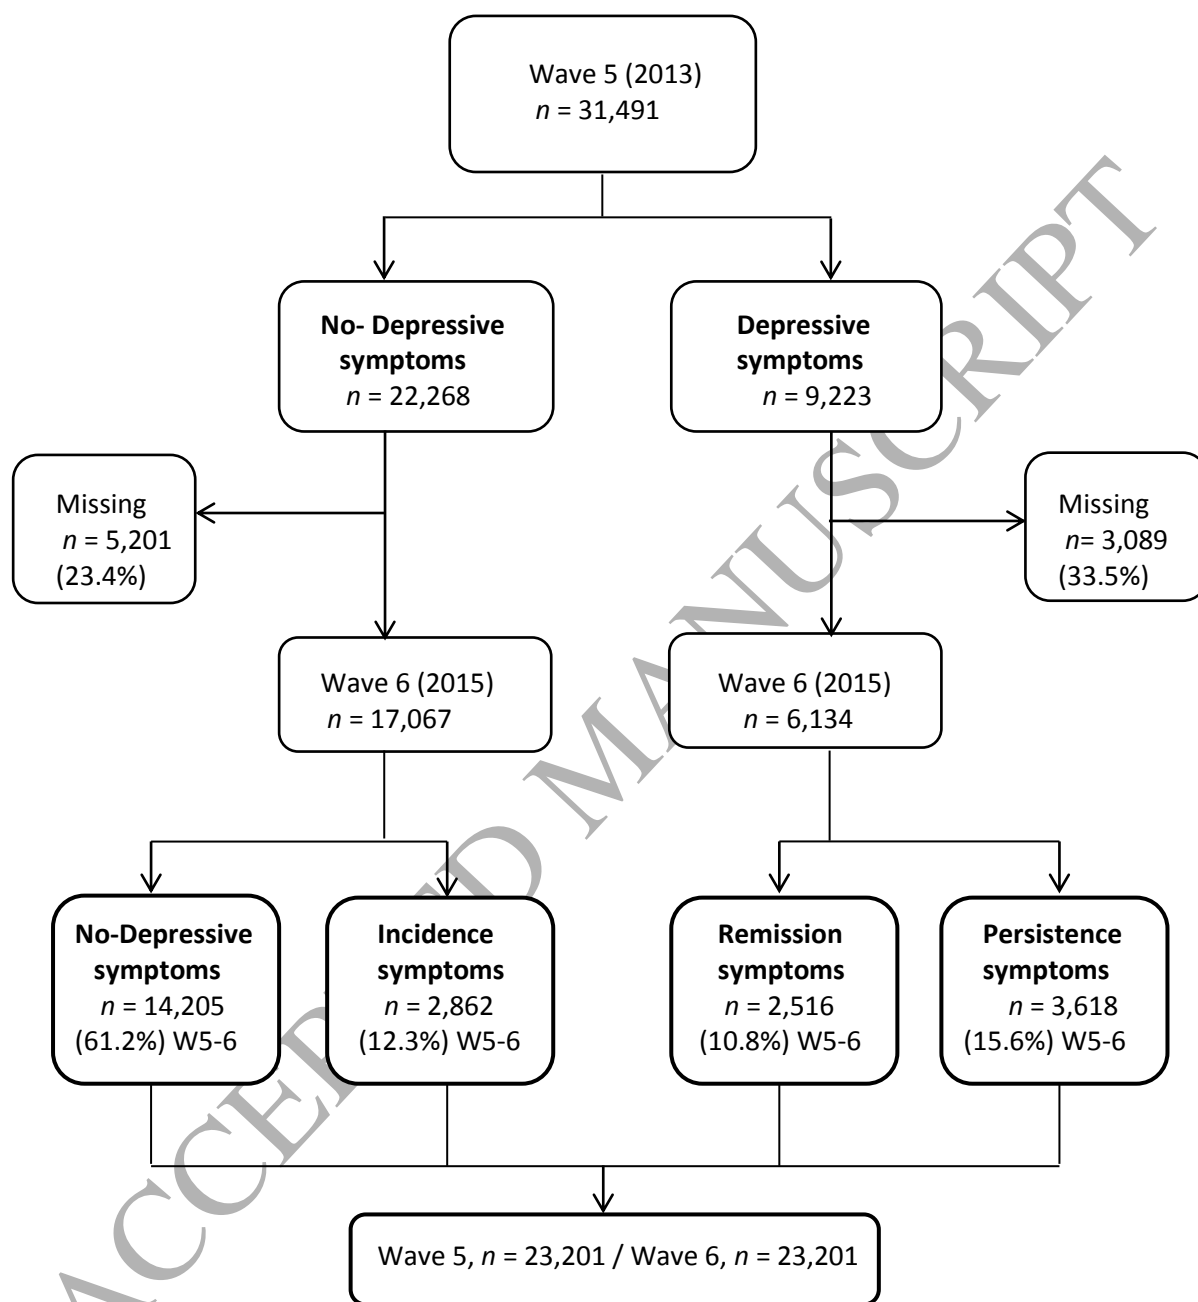 Wave 5 (2013)
n = 31,491
No- Depressive
symptoms
n = 22,268
Depressive
symptoms
n = 9,223
Missing
n = 5,201
(23.4%)
Missing
n= 3,089
(33.5%)
Wave 6 (2015)
n = 17,067
Wave 6 (2015)
n = 6,134
No-Depressive
symptoms
n = 14,205
(61.2%) W5-6
Incidence
symptoms
n = 2,862
(12.3%) W5-6
Remission
symptoms
n = 2,516
(10.8%) W5-6
Persistence
symptoms
n = 3,618
(15.6%) W5-6
Wave 5, n = 23,201 / Wave 6, n = 23,201
ACCEPTED MANUSCRIPT